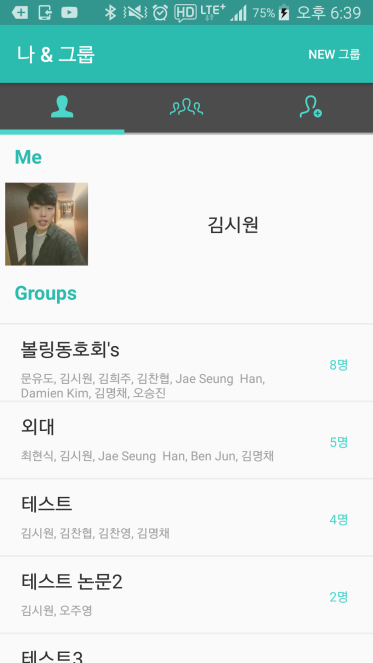 HD LTE+ 75% 오후 6:39
나 & 그룹 NEW 그룹
Me
김시원
Groups
볼링동호회's
8명
문유도, 김시원, 김희주, 김찬협, Jae Seung Han,
Damien Kim, 김명채, 오승진
외대
5명
최현식, 김시원, Jae Seung Han, Ben Jun, 김명채
테스트
4명
김시원, 김찬협, 김찬영, 김명채
테스트 논문2
2명
김시원, 오주영
테스트3